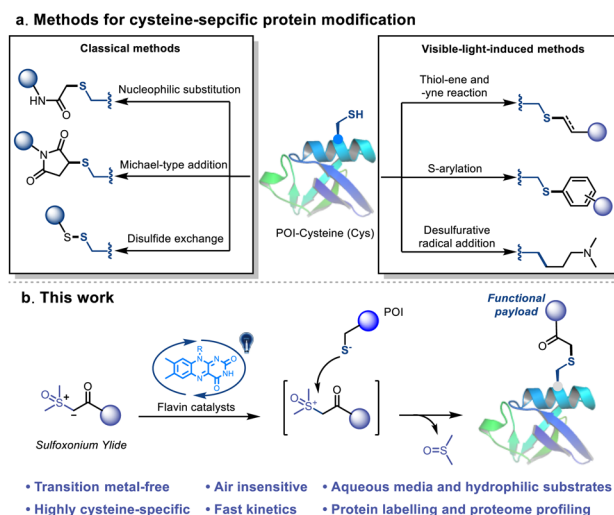 a. Methods for cysteine-sepcific protein modification
Classical methods
Nucleophilic substitution
HN
O
S
Michael-type addition
N
O
O
S
Disulfide exchange
S-S
SH
POI-Cysteine (Cys)
Visible-light-induced methods
Thiol-ene and
-yne reaction
S
S-arylation
S
Desulfurative
radical addition
N
b. This work
Sulfoxonium Ylide
O
S+
O
-
R
N
N
O
NH
N
O
Flavin catalysts
POI
S-
O
S+
O
O=S
Functional
payload
O
S
• Transition metal-free
• Air insensitive
• Aqueous media and hydrophilic substrates
• Highly cysteine-specific
• Fast kinetics
• Protein labelling and proteome profiling